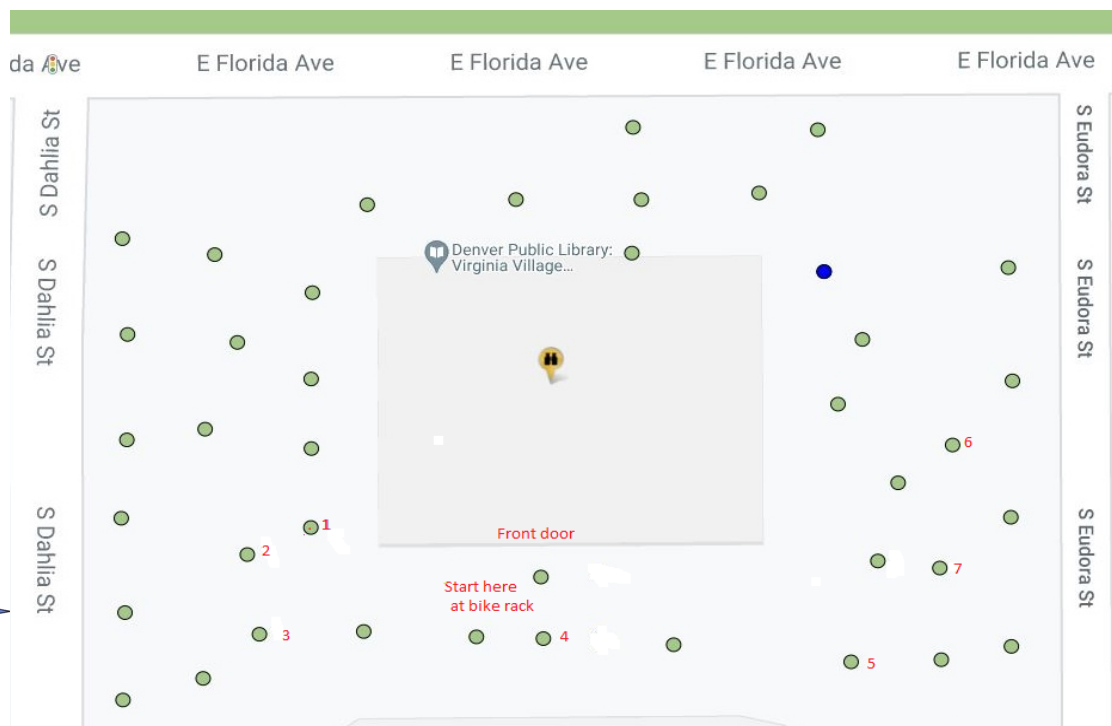 da Ave
E Florida Ave
E Florida Ave
E Florida Ave
E Florida Ave
S Dahlia St
S Eudora St
Denver Public Library:
Virginia Village...
S Dahlia St
S Eudora St
6
1
Front door
2
S Dahlia St
S Eudora St
7
Start here
at bike rack
3
4
5